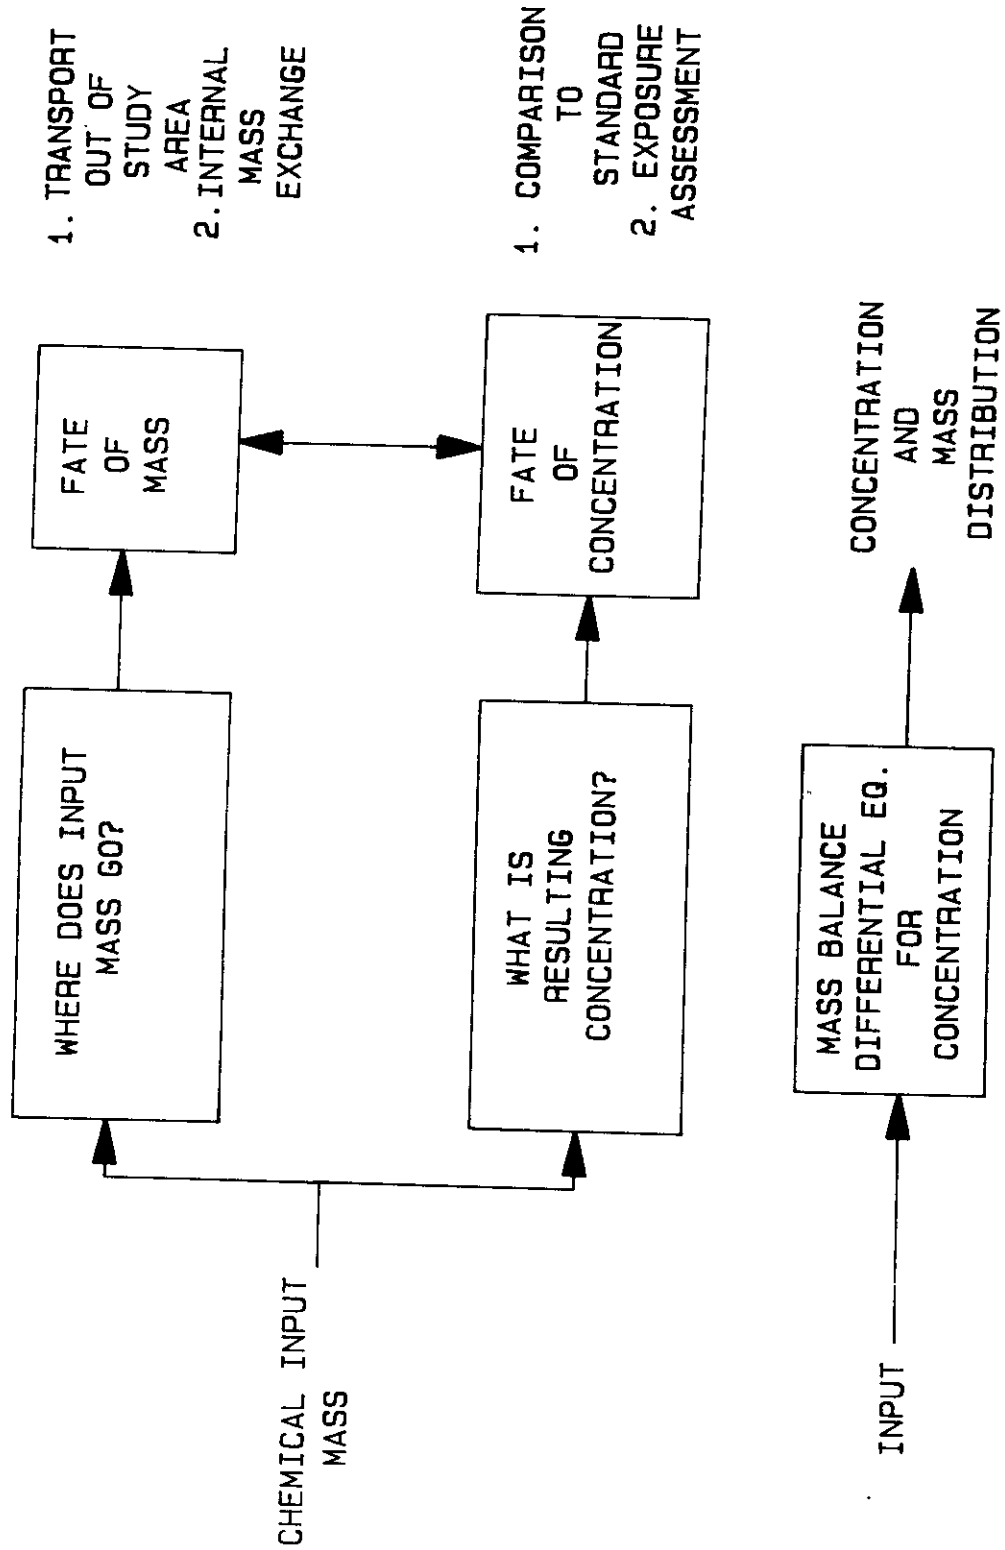 CHEMICAL INPUT
MASS
WHERE DOES INPUT
MASS GO?
FATE
OF
MASS
1. TRANSPORT
OUT OF
STUDY
AREA
2. INTERNAL
MASS
EXCHANGE
WHAT IS
RESULTING
CONCENTRATION?
FATE
OF
CONCENTRATION
1. COMPARISON
TO
STANDARD
2. EXPOSURE
ASSESSMENT
INPUT
MASS BALANCE
DIFFERENTIAL EQ.
FOR
CONCENTRATION
CONCENTRATION
AND
MASS
DISTRIBUTION